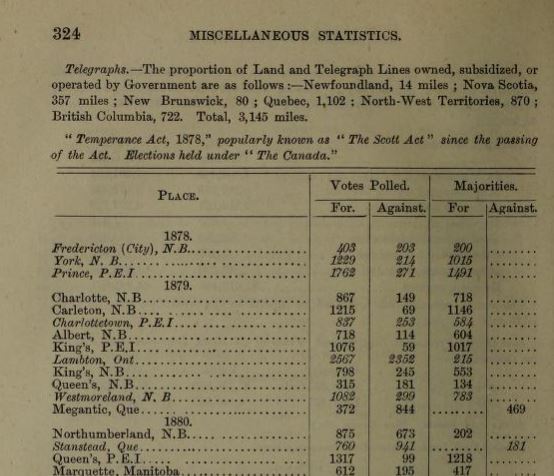 324 MISCELLANEOUS STATISTICS.
Telegraphs.—The proportion of Land and Telegraph Lines owned, subsidized, or
operated by Government are as follows :—Newfoundland, 14 miles ; Nova Scotia,
357 miles ; New Brunswick, 80 ; Quebec, 1,102 ; North-West Territories, 870 ;
British Columbia, 722. Total, 3,145 miles.
" Temperance Act, 1878," popularly known as " The Scott Act " since the passing
of the Act. Elections held under " The Canada."
PLACE. Votes Polled. Majorities.
For. Against. For Against.
1878.
Fredericton (City), N.B. 403 203 200 ........
York, N. B. 1229 214 1015 ........
Prince, P.E.I 1762 271 1491 ........
1879.
Charlotte, N.B. 867 149 718 ........
Carleton, N.B. 1215 69 1146 ........
Charlottetown, P.E.I. 837 253 584 ........
Albert, N.B. 718 114 604 ........
King's, P.E.I. 1076 59 1017 ........
Lambton, Ont. 2567 2352 215 ........
King's, N.B. 798 245 553 ........
Queen's, N.B. 315 181 134 ........
Westmoreland, N. B. 1082 299 783 ........
Megantic, Que. 372 844 ........ 469
1880.
Northumberland, N.B. 875 673 202 ........
Stanstead, Que. 760 941 ........ 181
Queen's, P.E.I. 1317 99 1218 ........
Marquette, Manitoba. 612 195 417 ........